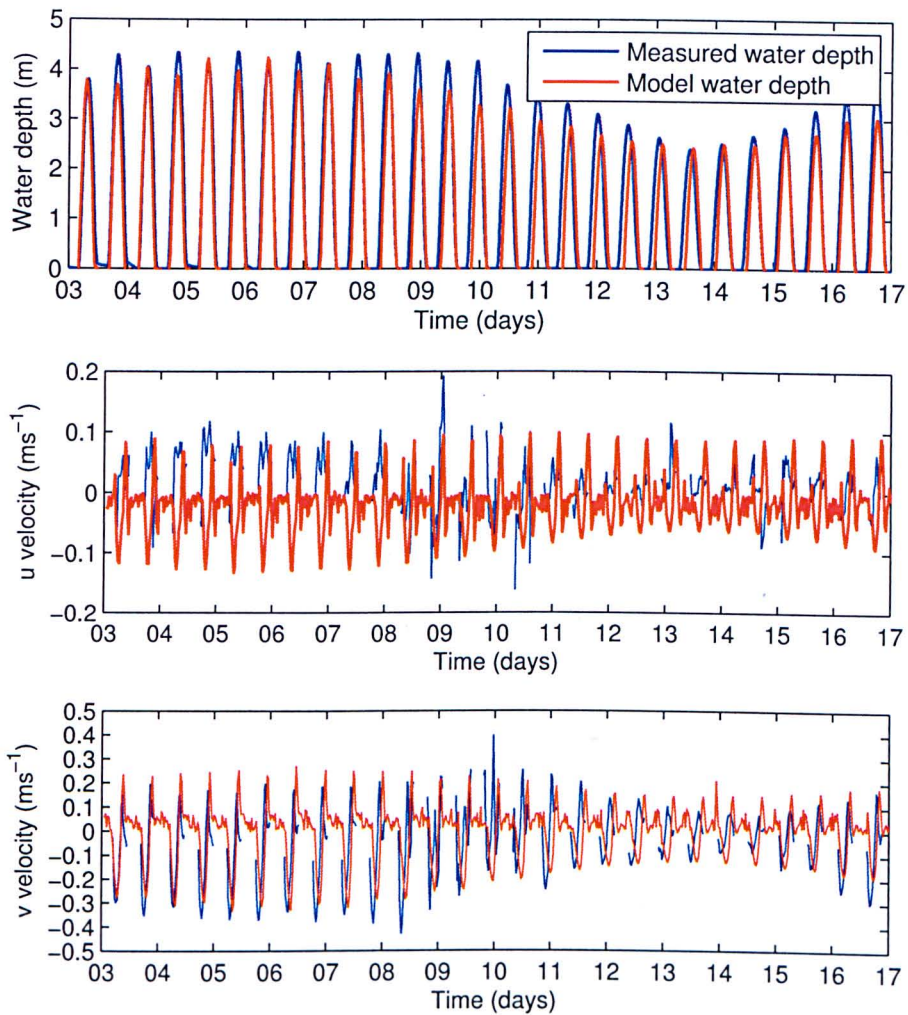 5
4
3
2
1
0
Water depth (m)
Measured water depth
Model water depth
03 04 05 06 07 08 09 10 11 12 13 14 15 16 17
Time (days)
0.2
0.1
0
−0.1
−0.2
u velocity (ms⁻¹)
03 04 05 06 07 08 09 10 11 12 13 14 15 16 17
Time (days)
0.5
0.4
0.3
0.2
0.1
0
−0.1
−0.2
−0.3
−0.4
−0.5
v velocity (ms⁻¹)
03 04 05 06 07 08 09 10 11 12 13 14 15 16 17
Time (days)